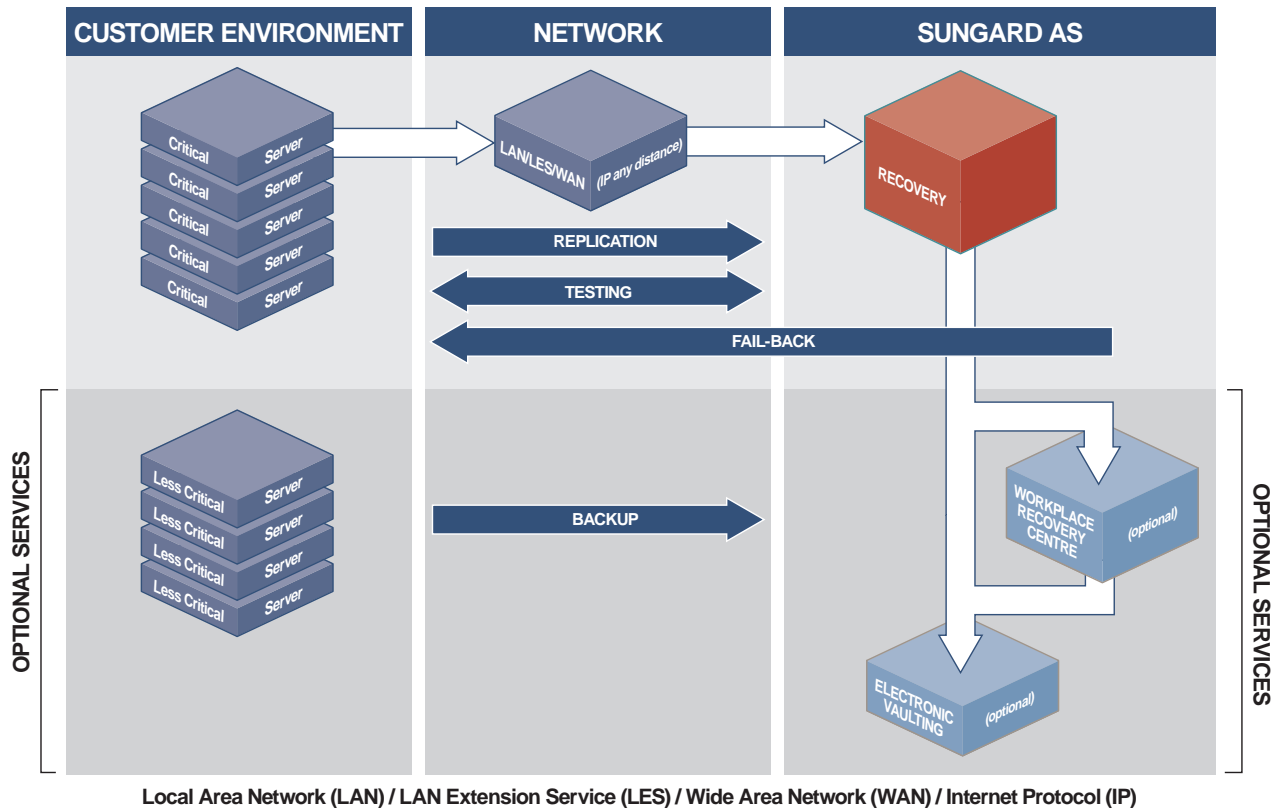 CUSTOMER ENVIRONMENT
NETWORK
SUNGARD AS
Critical Server
Critical Server
Critical Server
Critical Server
Critical Server
LAN/LES/WAN
(IP any distance)
RECOVERY
REPLICATION
TESTING
FAIL-BACK
OPTIONAL SERVICES
Less Critical Server
Less Critical Server
Less Critical Server
Less Critical Server
BACKUP
WORKPLACE
RECOVERY
CENTRE
(optional)
ELECTRONIC
VAULTING
(optional)
OPTIONAL SERVICES
Local Area Network (LAN) / LAN Extension Service (LES) / Wide Area Network (WAN) / Internet Protocol (IP)